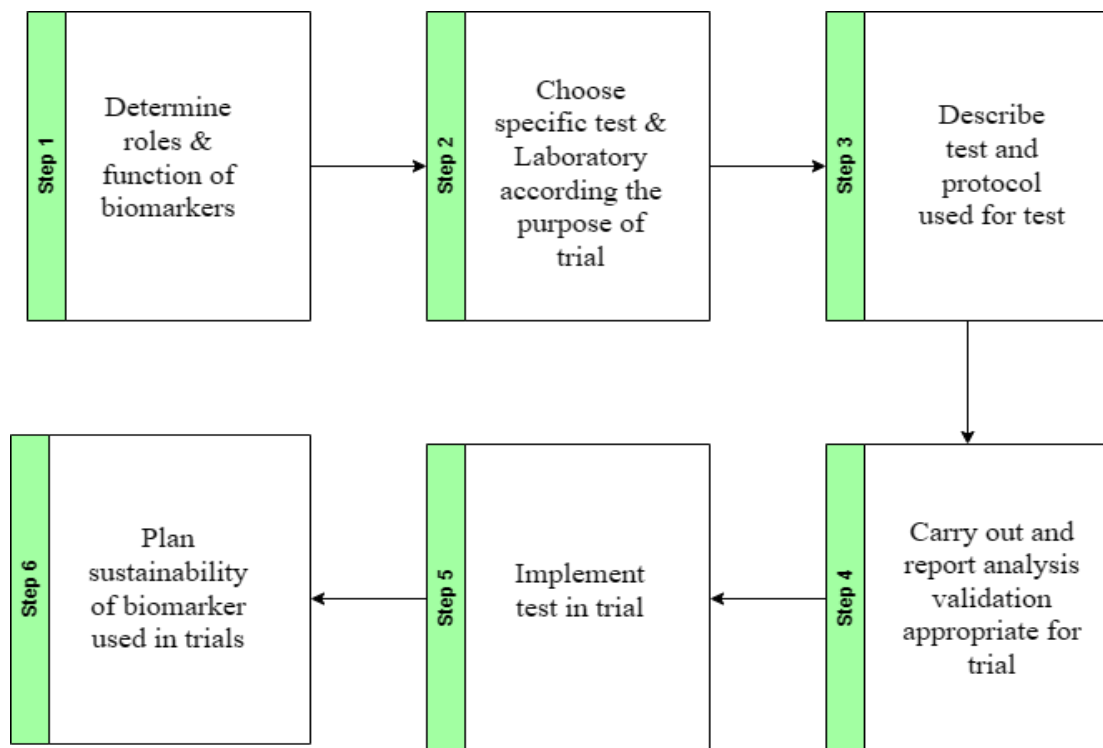 Step 1
Determine
roles &
function of
biomarkers
Step 2
Choose
specific test &
Laboratory
according the
purpose of
trial
Step 3
Describe
test and
protocol
used for test
Step 4
Carry out and
report analysis
validation
appropriate for
trial
Step 5
Implement
test in trial
Step 6
Plan
sustainability
of biomarker
used in trials